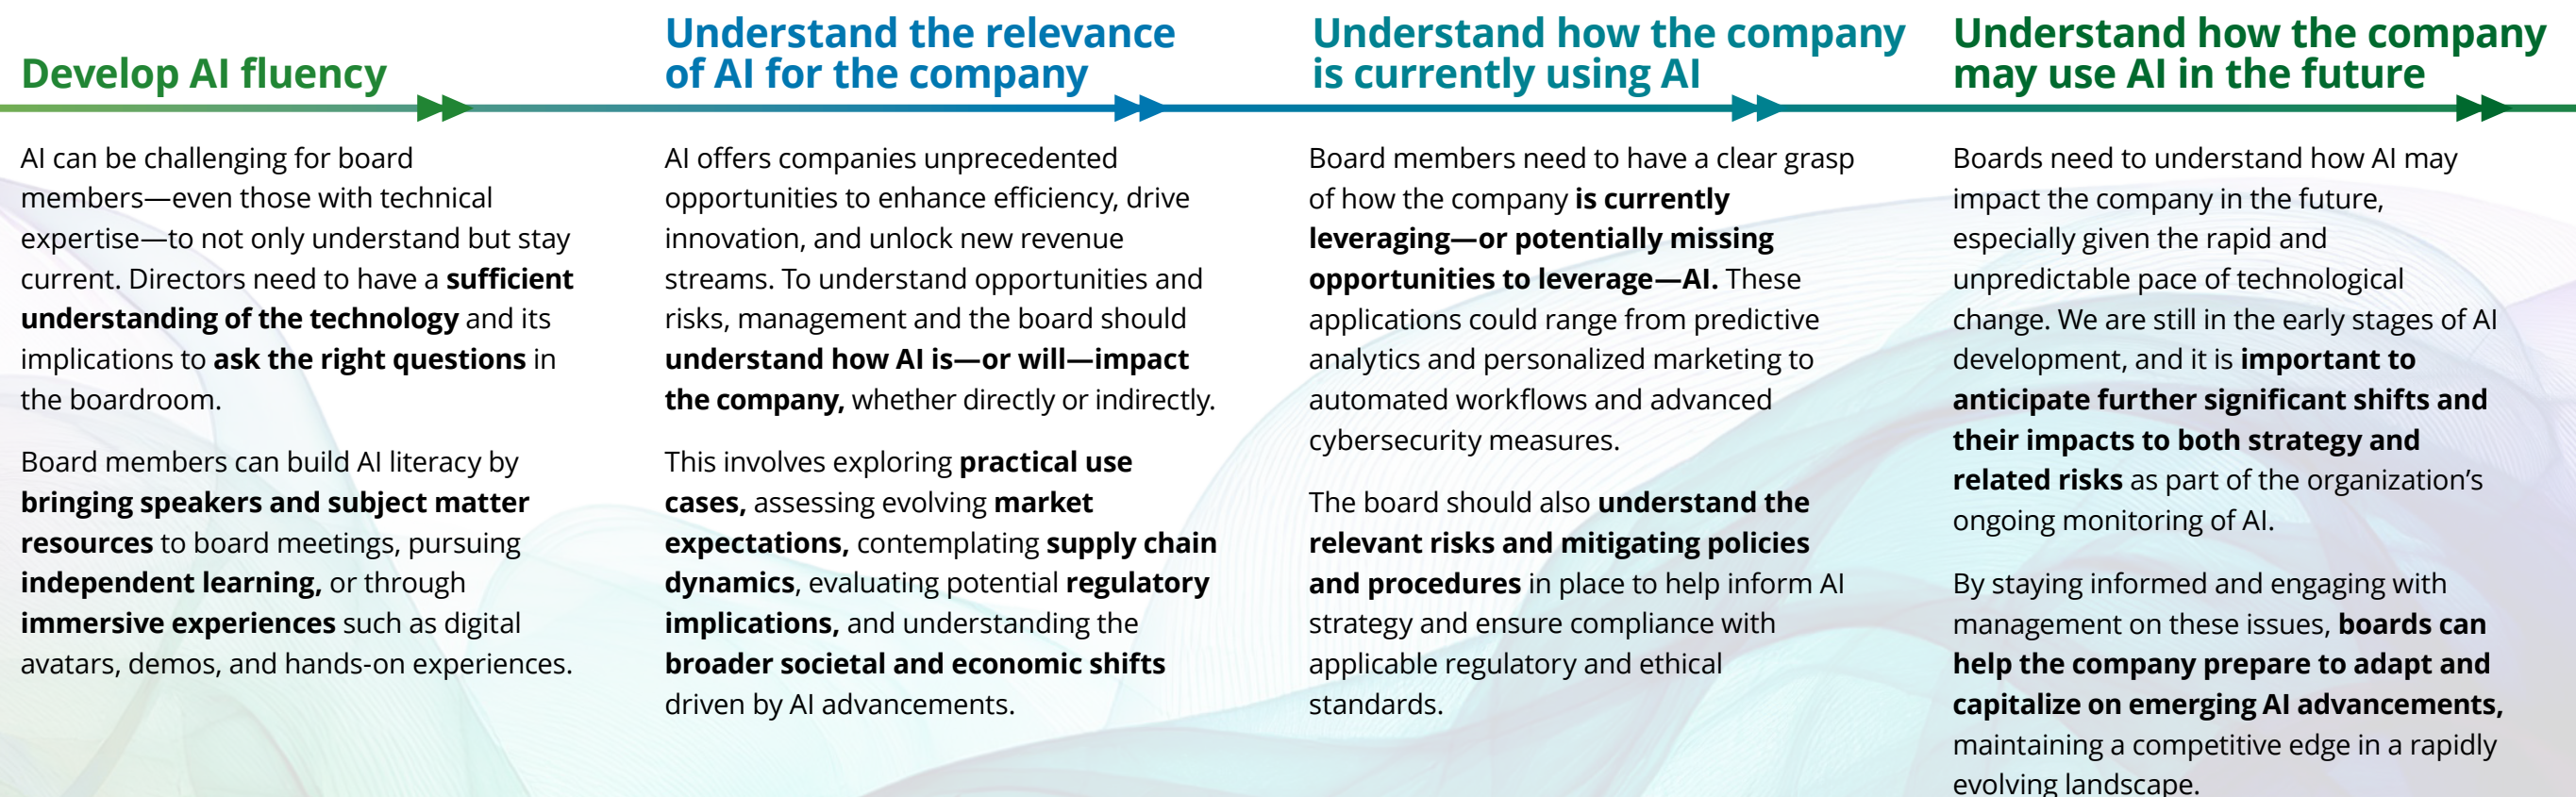 Develop AI fluency
AI can be challenging for board
members—even those with technical
expertise—to not only understand but stay
current. Directors need to have a sufficient
understanding of the technology and its
implications to ask the right questions in
the boardroom.
Board members can build AI literacy by
bringing speakers and subject matter
resources to board meetings, pursuing
independent learning, or through
immersive experiences such as digital
avatars, demos, and hands-on experiences.
Understand the relevance
of AI for the company
AI offers companies unprecedented
opportunities to enhance efficiency, drive
innovation, and unlock new revenue
streams. To understand opportunities and
risks, management and the board should
understand how AI is—or will—impact
the company, whether directly or indirectly.
This involves exploring practical use
cases, assessing evolving market
expectations, contemplating supply chain
dynamics, evaluating potential regulatory
implications, and understanding the
broader societal and economic shifts
driven by AI advancements.
Understand how the company
is currently using AI
Board members need to have a clear grasp
of how the company is currently
leveraging—or potentially missing
opportunities to leverage—AI. These
applications could range from predictive
analytics and personalized marketing to
automated workflows and advanced
cybersecurity measures.
The board should also understand the
relevant risks and mitigating policies
and procedures in place to help inform AI
strategy and ensure compliance with
applicable regulatory and ethical
standards.
Understand how the company
may use AI in the future
Boards need to understand how AI may
impact the company in the future,
especially given the rapid and
unpredictable pace of technological
change. We are still in the early stages of AI
development, and it is important to
anticipate further significant shifts and
their impacts to both strategy and
related risks as part of the organization’s
ongoing monitoring of AI.
By staying informed and engaging with
management on these issues, boards can
help the company prepare to adapt and
capitalize on emerging AI advancements,
maintaining a competitive edge in a rapidly
evolving landscape.